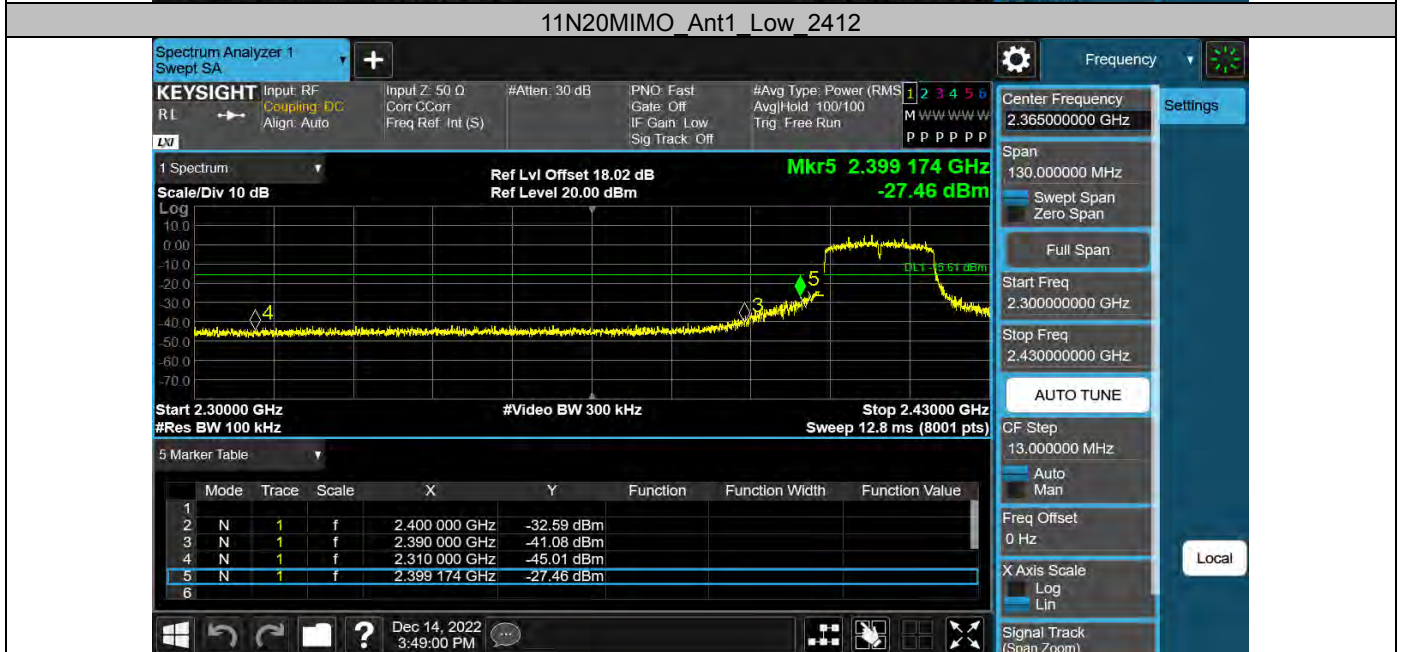 11N20MIMO_Ant1_Low_2412
Spectrum Analyzer 1
Swept SA
Frequency
KEYSIGHT Input: RF Input Z: 50 Ω #Atten: 30 dB PNO: Fast #Avg Type: Power (RMS 1 2 3 4 5 6
RL Coupling: DC Corr CCorr Gate: Off Avg|Hold: 100/100 M W W W W W
Align: Auto Freq Ref: Int (S) IF Gain: Low Trig: Free Run
LXI Sig Track: Off P P P P P P
Center Frequency
2.365000000 GHz
Settings
1 Spectrum
Ref Lvl Offset 18.02 dB
Mkr5 2.399 174 GHz
Scale/Div 10 dB
Ref Level 20.00 dBm
-27.46 dBm
Log
10.0
0.00
-10.0
-20.0
-30.0
-40.0
-50.0
-60.0
-70.0
DL1 -15.61 dBm
4
3
5
Start 2.30000 GHz #Video BW 300 kHz Stop 2.43000 GHz
#Res BW 100 kHz Sweep 12.8 ms (8001 pts)
Span
130.000000 MHz
Swept Span
Zero Span
Full Span
Start Freq
2.300000000 GHz
Stop Freq
2.430000000 GHz
AUTO TUNE
CF Step
13.000000 MHz
Auto
Man
Freq Offset
0 Hz
X Axis Scale
Log
Lin
Signal Track
(Span Zoom)
Local
5 Marker Table
Mode Trace Scale X Y Function Function Width Function Value
1
2 N 1 f 2.400 000 GHz -32.59 dBm
3 N 1 f 2.390 000 GHz -41.08 dBm
4 N 1 f 2.310 000 GHz -45.01 dBm
5 N 1 f 2.399 174 GHz -27.46 dBm
6
? Dec 14, 2022
3:49:00 PM